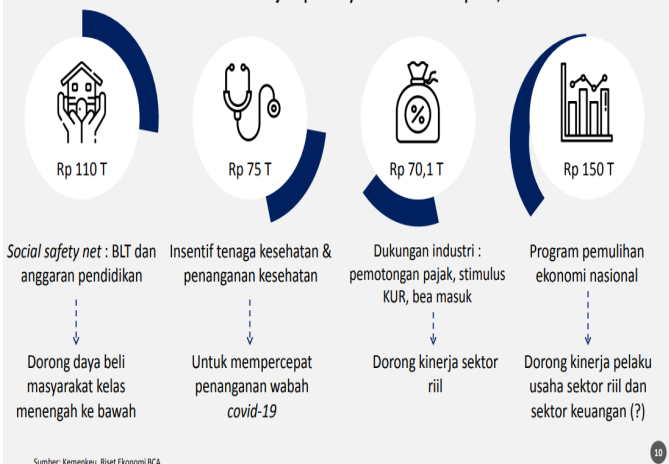 Rp 110 T
Rp 75 T
%
Rp 70,1 T
Rp 150 T
Social safety net : BLT dan
anggaran pendidikan
Insentif tenaga kesehatan &
penanganan kesehatan
Dukungan industri :
pemotongan pajak, stimulus
KUR, bea masuk
Program pemulihan
ekonomi nasional
Dorong daya beli
masyarakat kelas
menengah ke bawah
Untuk mempercepat
penanganan wabah
covid-19
Dorong kinerja sektor
riil
Dorong kinerja pelaku
usaha sektor riil dan
sektor keuangan (?)
Sumber: Kemenkeu, Riset Ekonomi BCA
10